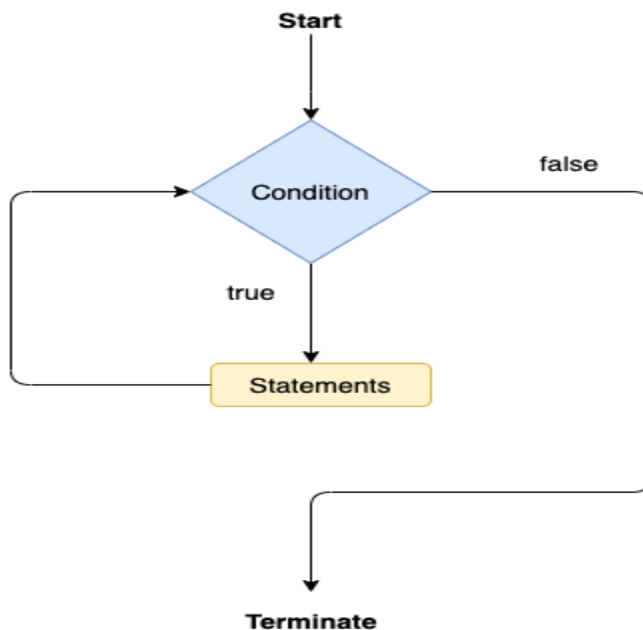 Start
Condition
false
true
Statements
Terminate